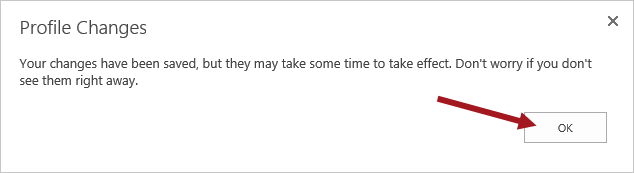 Profile Changes
Your changes have been saved, but they may take some time to take effect. Don't worry if you don't
see them right away.
OK